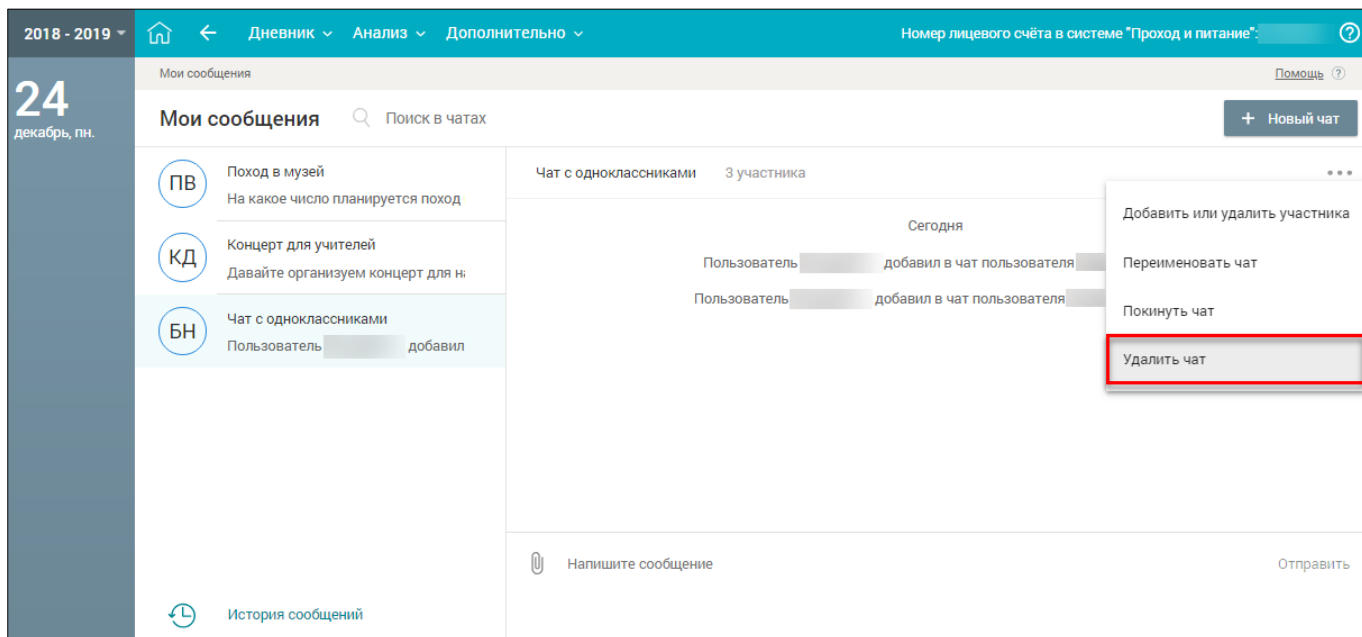 2018 - 2019 Дневник Анализ Дополнительно Номер лицевого счёта в системе "Проход и питание":
24
декабрь, пн.
Мои сообщения Помощь
Мои сообщения Поиск в чатах + Новый чат
ПВ Поход в музей
На какое число планируется поход
КД Концерт для учителей
Давайте организуем концерт для на
БН Чат с одноклассниками
Пользователь добавил
История сообщений
Чат с одноклассниками 3 участника
Сегодня
Пользователь добавил в чат пользователя
Пользователь добавил в чат пользователя
Добавить или удалить участника
Переименовать чат
Покинуть чат
Удалить чат
Напишите сообщение Отправить